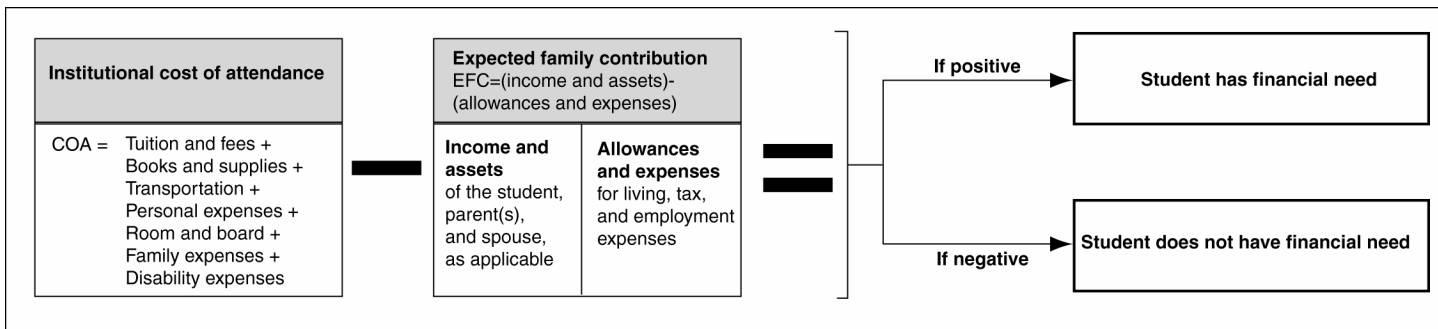 Institutional cost of attendance
COA = Tuition and fees +
Books and supplies +
Transportation +
Personal expenses +
Room and board +
Family expenses +
Disability expenses
Expected family contribution
EFC=(income and assets)-
(allowances and expenses)
Income and
assets
of the student,
parent(s),
and spouse,
as applicable
Allowances
and expenses
for living, tax,
and employment
expenses
If positive
Student has financial need
If negative
Student does not have financial need